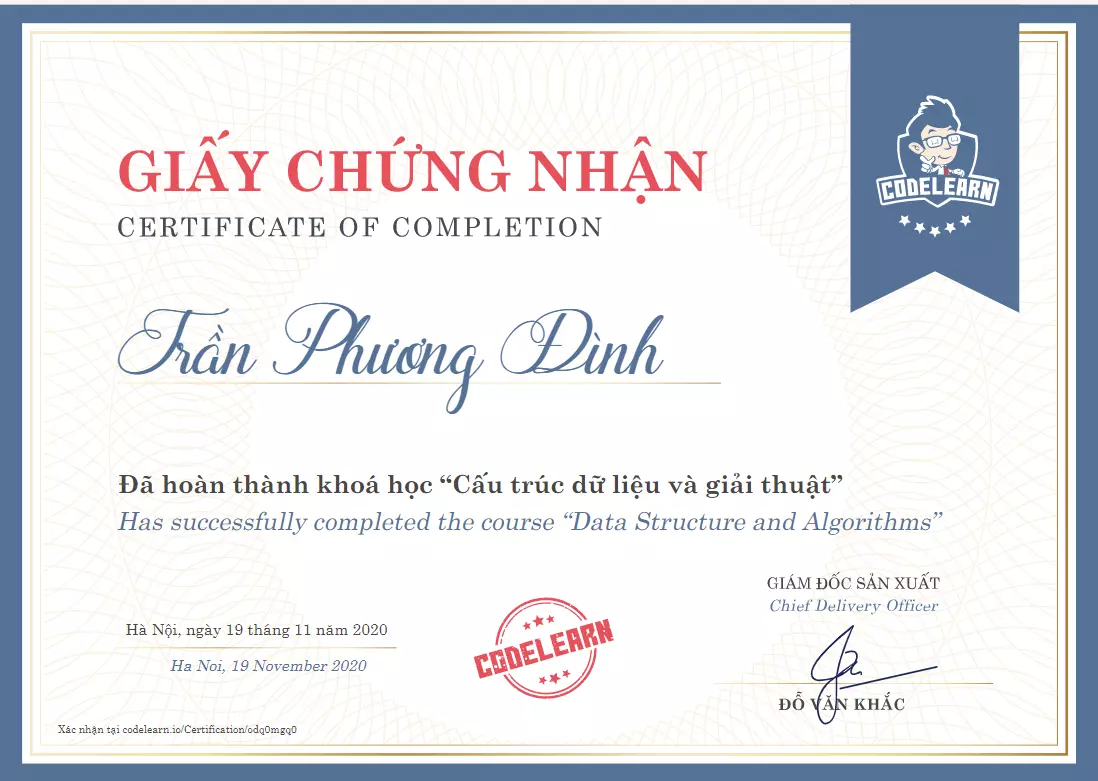 CODELEARN
GIẤY CHỨNG NHẬN
CERTIFICATE OF COMPLETION
Trần Phương Đình
Đã hoàn thành khoá học “Cấu trúc dữ liệu và giải thuật”
Has successfully completed the course “Data Structure and Algorithms”
GIÁM ĐỐC SẢN XUẤT
Chief Delivery Officer
Hà Nội, ngày 19 tháng 11 năm 2020
Ha Noi, 19 November 2020
CODELEARN
ĐỖ VĂN KHẮC
Xác nhận tại codelearn.io/Certification/odq0mgq0